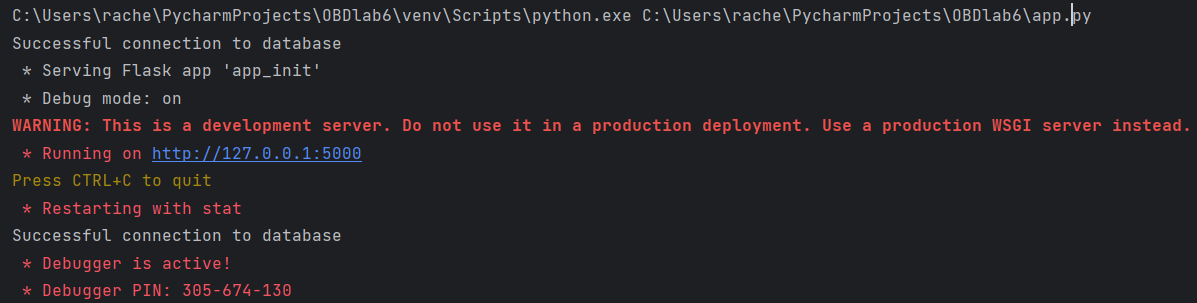 C:\Users\rache\PycharmProjects\OBDlab6\venv\Scripts\python.exe C:\Users\rache\PycharmProjects\OBDlab6\app.py
Successful connection to database
 * Serving Flask app 'app_init'
 * Debug mode: on
WARNING: This is a development server. Do not use it in a production deployment. Use a production WSGI server instead.
 * Running on http://127.0.0.1:5000
Press CTRL+C to quit
 * Restarting with stat
Successful connection to database
 * Debugger is active!
 * Debugger PIN: 305-674-130